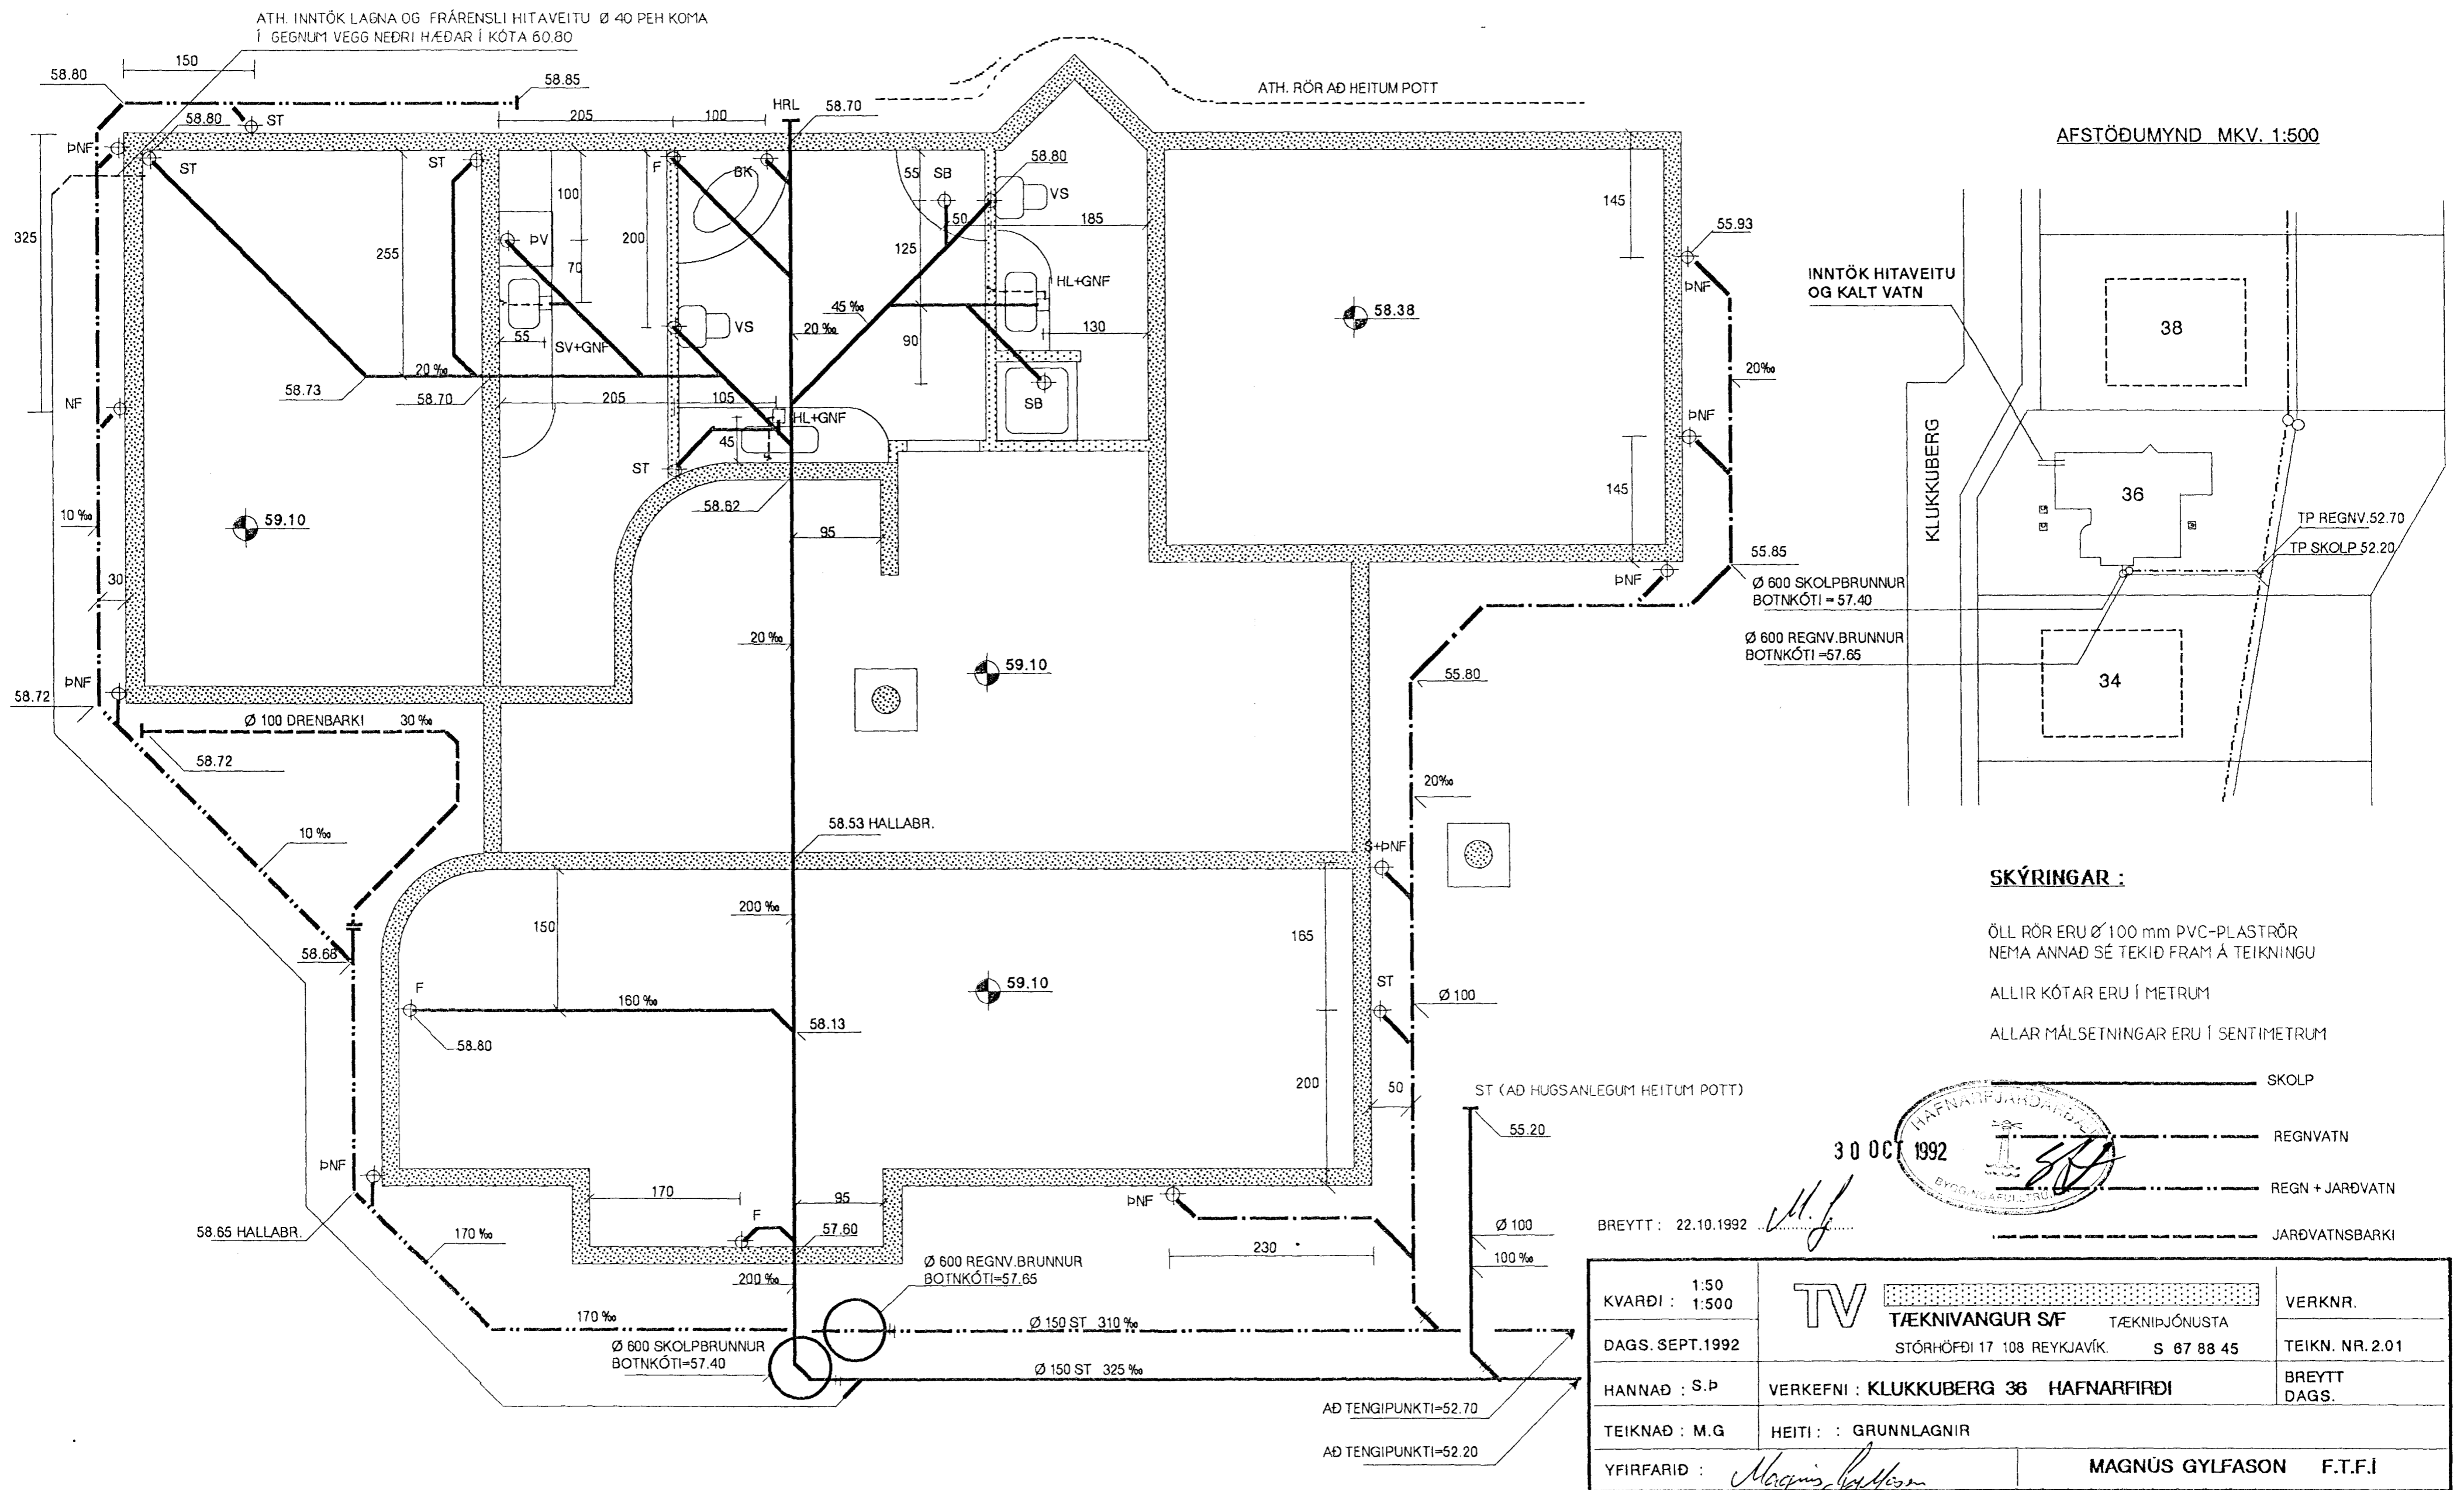 ATH. INNTÖK LAGNA OG FRÁRENSLI HITAVEITU Ø 40 PEH KOMA
Í GEGNUM VEGG NEÐRI HÆÐAR Í KÓTA 60.80
150
58.80
58.85
58.80
ST
ÞNF
ST
ST
205
100
HRL
58.70
ATH. RÖR AÐ HEITUM POTT
F
BK
55
SB
58.80
VS
50
185
145
55.93
ÞNF
325
255
100
ÞV
70
200
125
HL+GNF
58.38
45 ‰
20 ‰
VS
130
90
55
SV+GNF
20 ‰
58.73
58.70
SB
20‰
NF
205
105
HL+GNF
45
ST
ÞNF
145
58.62
10 ‰
59.10
95
30
55.85
ÞNF
20 ‰
59.10
55.80
ÞNF
58.72
Ø 100 DRENBARKI 30 ‰
58.72
20‰
10 ‰
58.53 HALLABR.
S+ÞNF
200 ‰
150
165
58.68
F
160 ‰
59.10
ST
Ø 100
58.13
58.80
200
50
ST (AÐ HUGSANLEGUM HEITUM POTT)
55.20
ÞNF
170
95
ÞNF
F
58.65 HALLABR.
170 ‰
57.60
230
Ø 100
100 ‰
200 ‰
Ø 600 REGNV.BRUNNUR
BOTNKÓTI=57.65
170 ‰
Ø 150 ST 310 ‰
Ø 600 SKOLPBRUNNUR
BOTNKÓTI=57.40
Ø 150 ST 325 ‰
AÐ TENGIPUNKTI=52.70
AÐ TENGIPUNKTI=52.20
AFSTÖÐUMYND MKV. 1:500
INNTÖK HITAVEITU
OG KALT VATN
38
KLUKKUBERG
36
TP REGNV.52.70
TP SKOLP 52.20
Ø 600 SKOLPBRUNNUR
BOTNKÓTI = 57.40
Ø 600 REGNV.BRUNNUR
BOTNKÓTI =57.65
34
SKÝRINGAR :
ÖLL RÖR ERU Ø 100 mm PVC-PLASTRÖR
NEMA ANNAÐ SÉ TEKIÐ FRAM Á TEIKNINGU
ALLIR KÓTAR ERU Í METRUM
ALLAR MÁLSETNINGAR ERU Í SENTIMETRUM
SKOLP
REGNVATN
REGN + JARÐVATN
JARÐVATNSBARKI
30 OCT 1992
BREYTT : 22.10.1992 M.G
KVARÐI : 1:50
1:500
TV
TÆKNIVANGUR S/F TÆKNIÞJÓNUSTA
STÓRHÖFÐI 17 108 REYKJAVÍK. S 67 88 45
VERKNR.
DAGS. SEPT.1992
TEIKN. NR. 2.01
HANNAÐ : S.Þ
VERKEFNI : KLUKKUBERG 36 HAFNARFIRÐI
BREYTT
DAGS.
TEIKNAÐ : M.G
HEITI : : GRUNNLAGNIR
YFIRFARIÐ : Magnús Gylfason
MAGNÚS GYLFASON F.T.F.Í